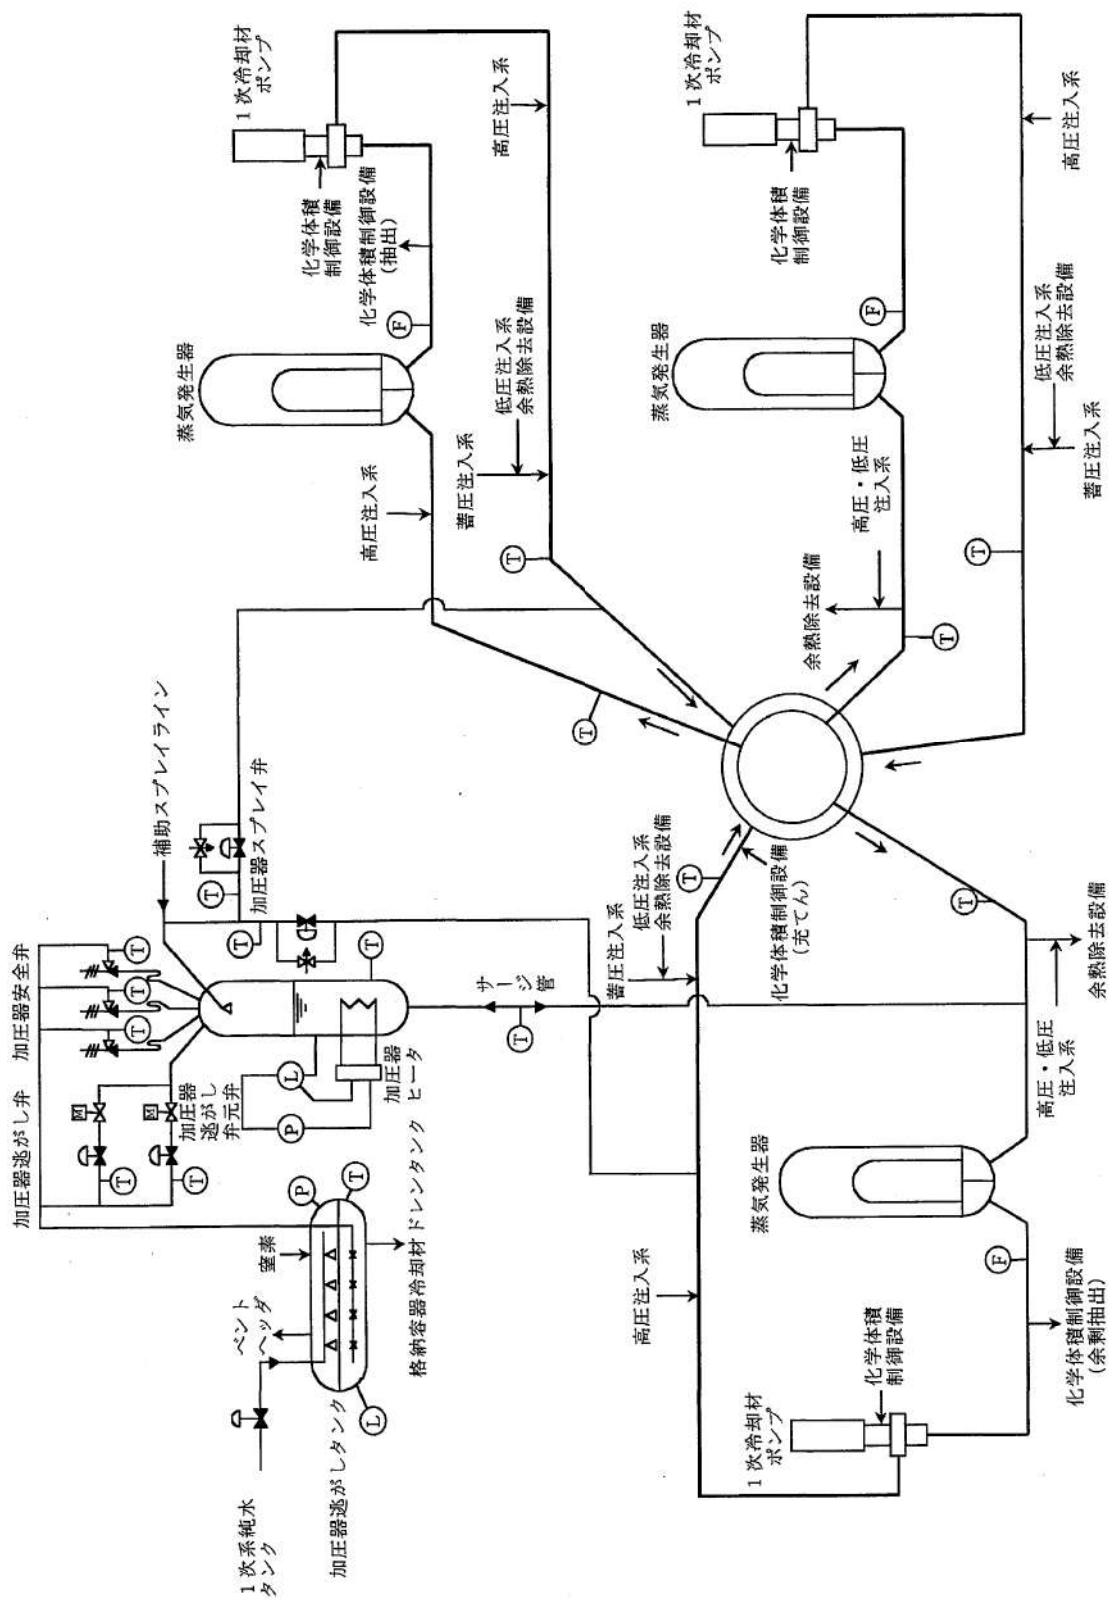 1次冷却材
ポンプ
化学体積
制御設備
化学体積制御設備
(抽出)
F
高圧注入系
蒸気発生器
低圧注入系
余熱除去設備
蓄圧注入系
高圧注入系
T
T
1次冷却材
ポンプ
化学体積
制御設備
高圧注入系
F
蒸気発生器
低圧注入系
余熱除去設備
蓄圧注入系
高圧・低圧
注入系
余熱除去設備
T
T
補助スプレイライン
加圧器スプレイ弁
T
T
加圧器安全弁
T
T
T
加圧器逃がし弁
M
M
加圧器
逃がし
弁元弁
T
T
T
L
P
加圧器
ヒータ
サージ
管
T
低圧注入系
余熱除去設備
蓄圧注入系
T
化学体積制御設備
(充てん)
T
余熱除去設備
高圧・低圧
注入系
蒸気発生器
F
化学体積制御設備
(余剰抽出)
高圧注入系
化学体積
制御設備
1次冷却材
ポンプ
P
T
窒素
ベント
ヘッダ
格納容器冷却材ドレンタンク
L
加圧器逃がしタンク
1次系純水
タンク